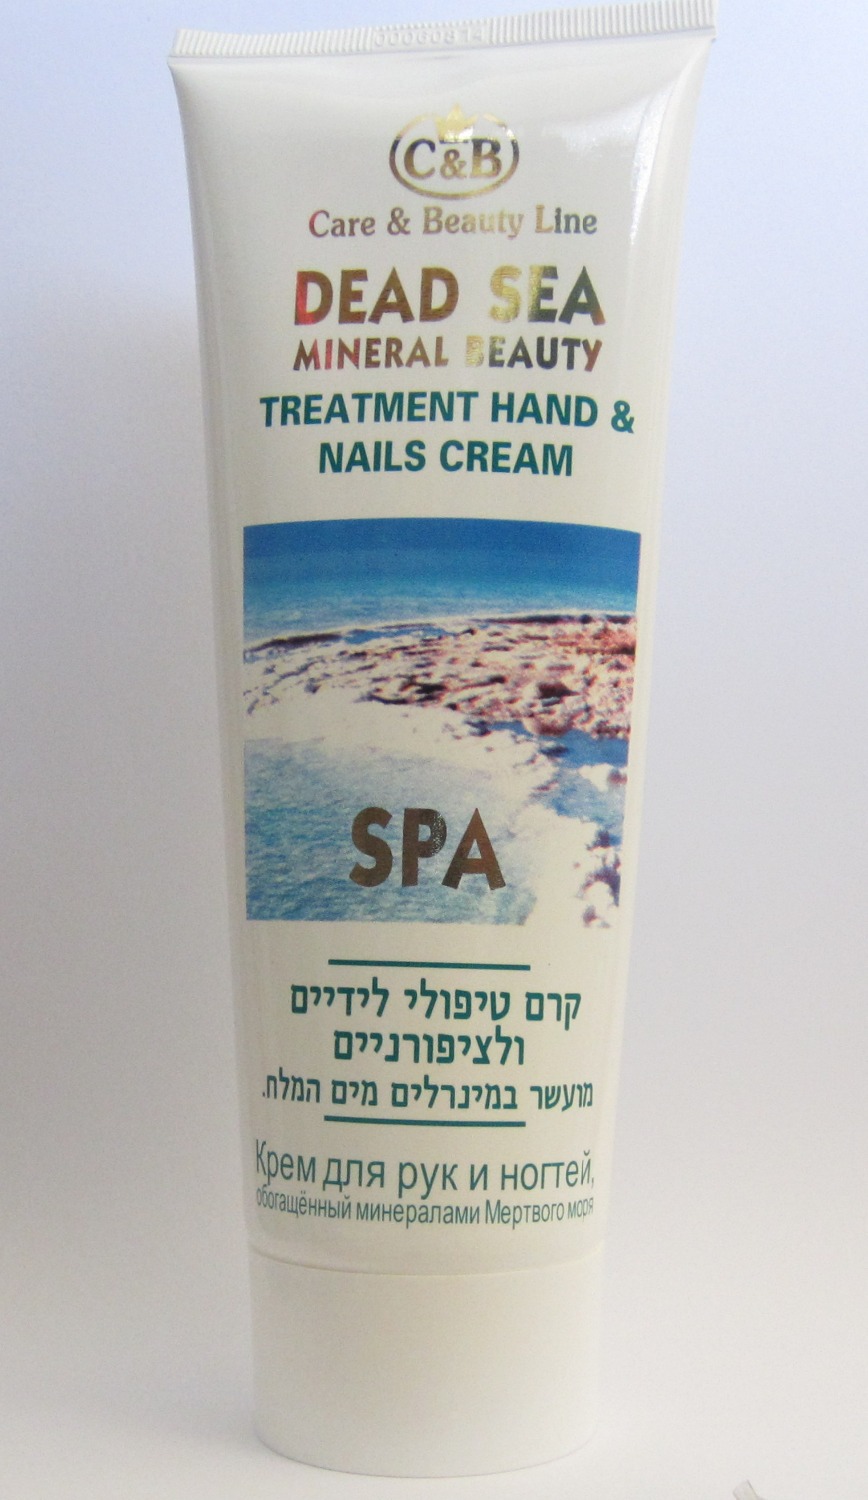 C&B
Care & Beauty Line
DEAD SEA
MINERAL BEAUTY
TREATMENT HAND &
NAILS CREAM
SPA
קרם טיפולי לידיים
ולציפורניים
מועשר במינרלים מים המלח.
Крем для рук и ногтей,
обогащённый минералами Мертвого моря